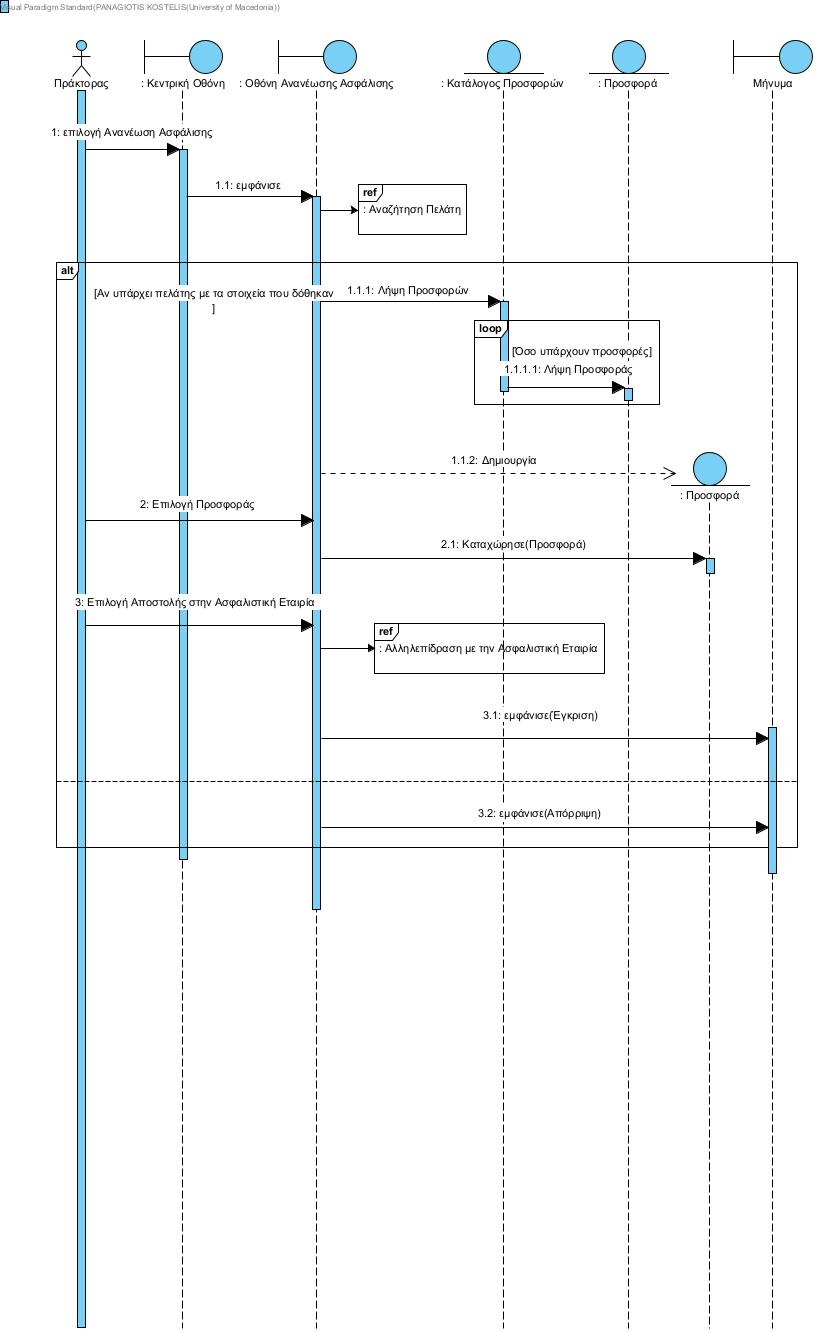 Visual Paradigm Standard(PANAGIOTIS KOSTELIS(University of Macedonia))
Πράκτορας
: Κεντρική Οθόνη
: Οθόνη Ανανέωσης Ασφάλισης
: Κατάλογος Προσφορών
: Προσφορά
Μήνυμα
1: επιλογή Ανανέωση Ασφάλισης
1.1: εμφάνισε
ref
: Αναζήτηση Πελάτη
alt
[Αν υπάρχει πελάτης με τα στοιχεία που δόθηκαν
]
1.1.1: Λήψη Προσφορών
loop
[Όσο υπάρχουν προσφορές]
1.1.1.1: Λήψη Προσφοράς
1.1.2: Δημιουργία
: Προσφορά
2: Επιλογή Προσφοράς
2.1: Καταχώρησε(Προσφορά)
3: Επιλογή Αποστολής στην Ασφαλιστική Εταιρία
ref
: Αλληλεπίδραση με την Ασφαλιστική Εταιρία
3.1: εμφάνισε(Έγκριση)
3.2: εμφάνισε(Απόρριψη)